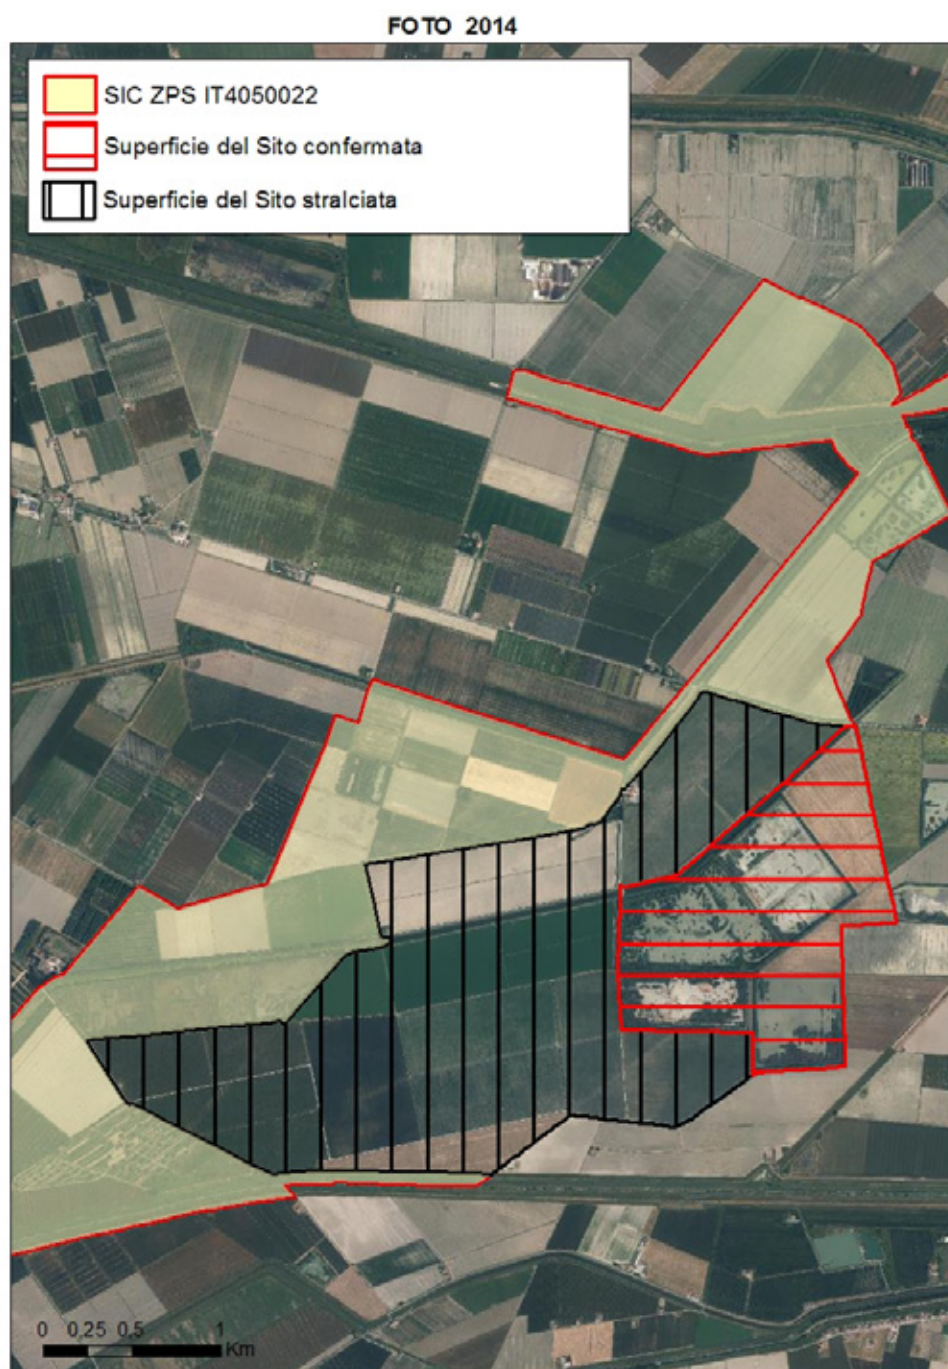 FOTO 2014
SIC ZPS IT4050022
Superficie del Sito confermata
Superficie del Sito stralciata
0 0,25 0,5 1
Km